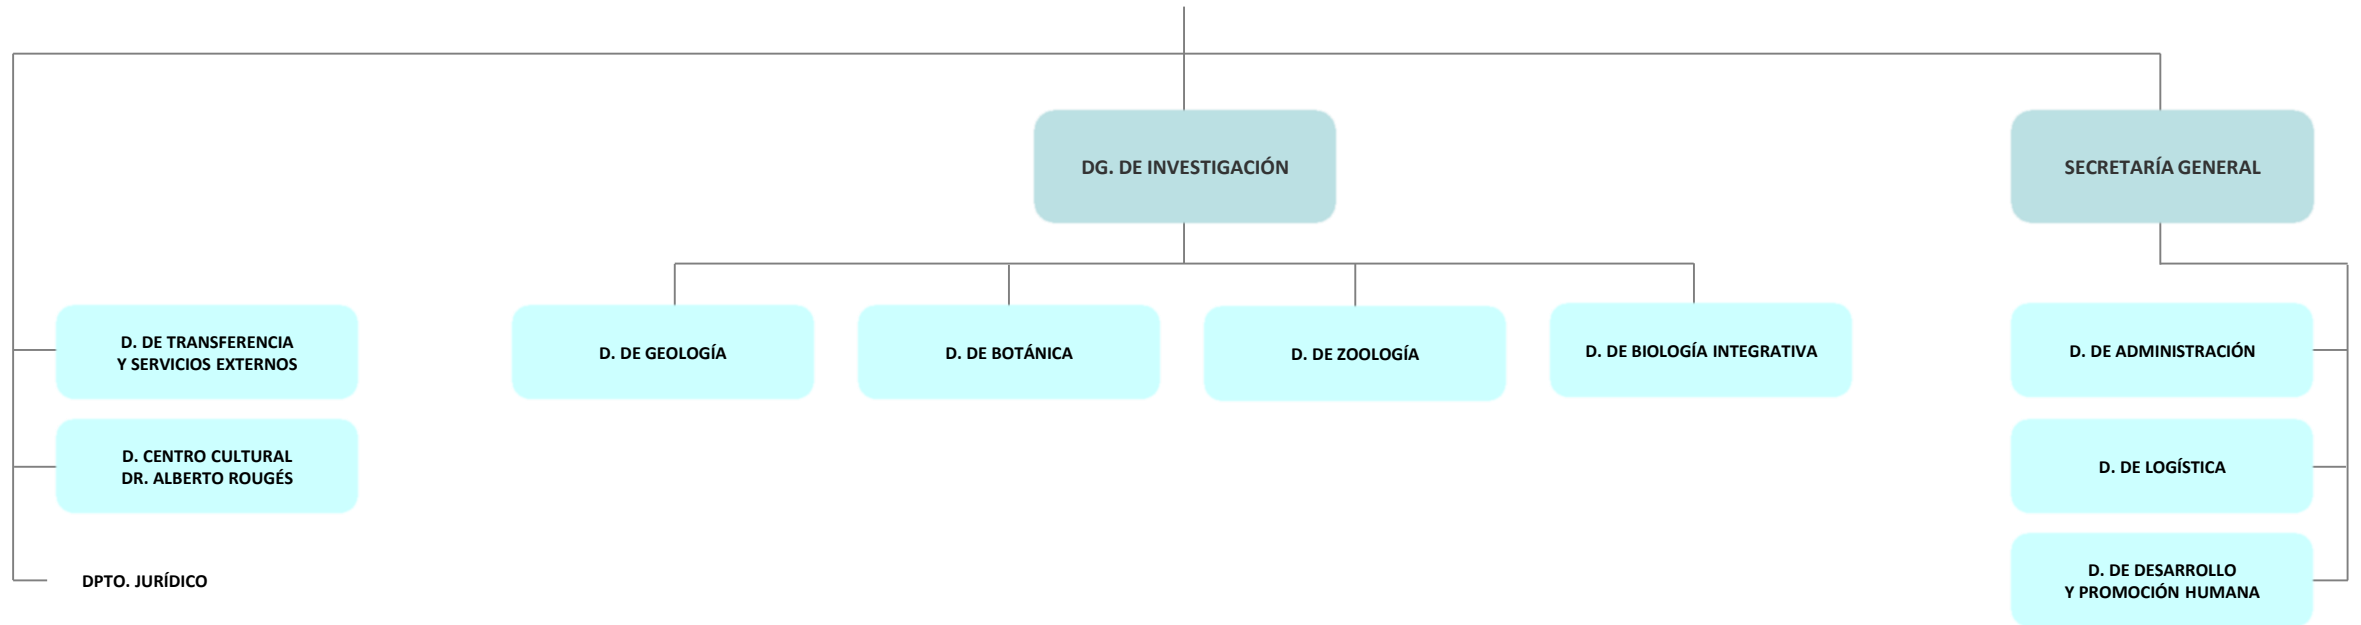 DG. DE INVESTIGACIÓN
SECRETARÍA GENERAL
D. DE TRANSFERENCIA
Y SERVICIOS EXTERNOS
D. DE GEOLOGÍA
D. DE BOTÁNICA
D. DE ZOOLOGÍA
D. DE BIOLOGÍA INTEGRATIVA
D. DE ADMINISTRACIÓN
D. CENTRO CULTURAL
DR. ALBERTO ROUGÉS
D. DE LOGÍSTICA
DPTO. JURÍDICO
D. DE DESARROLLO
Y PROMOCIÓN HUMANA